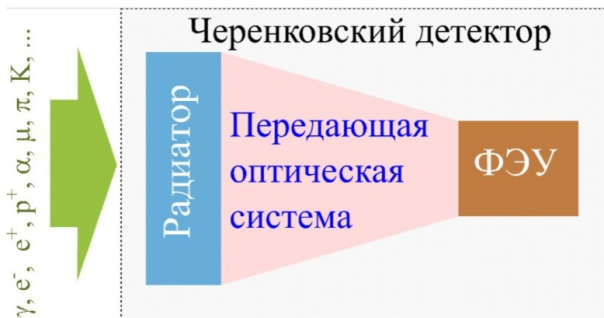 Черенковский детектор
γ, e⁻, e⁺, p⁺, α, μ, π, K, ...
Радиатор
Передающая
оптическая
система
ФЭУ